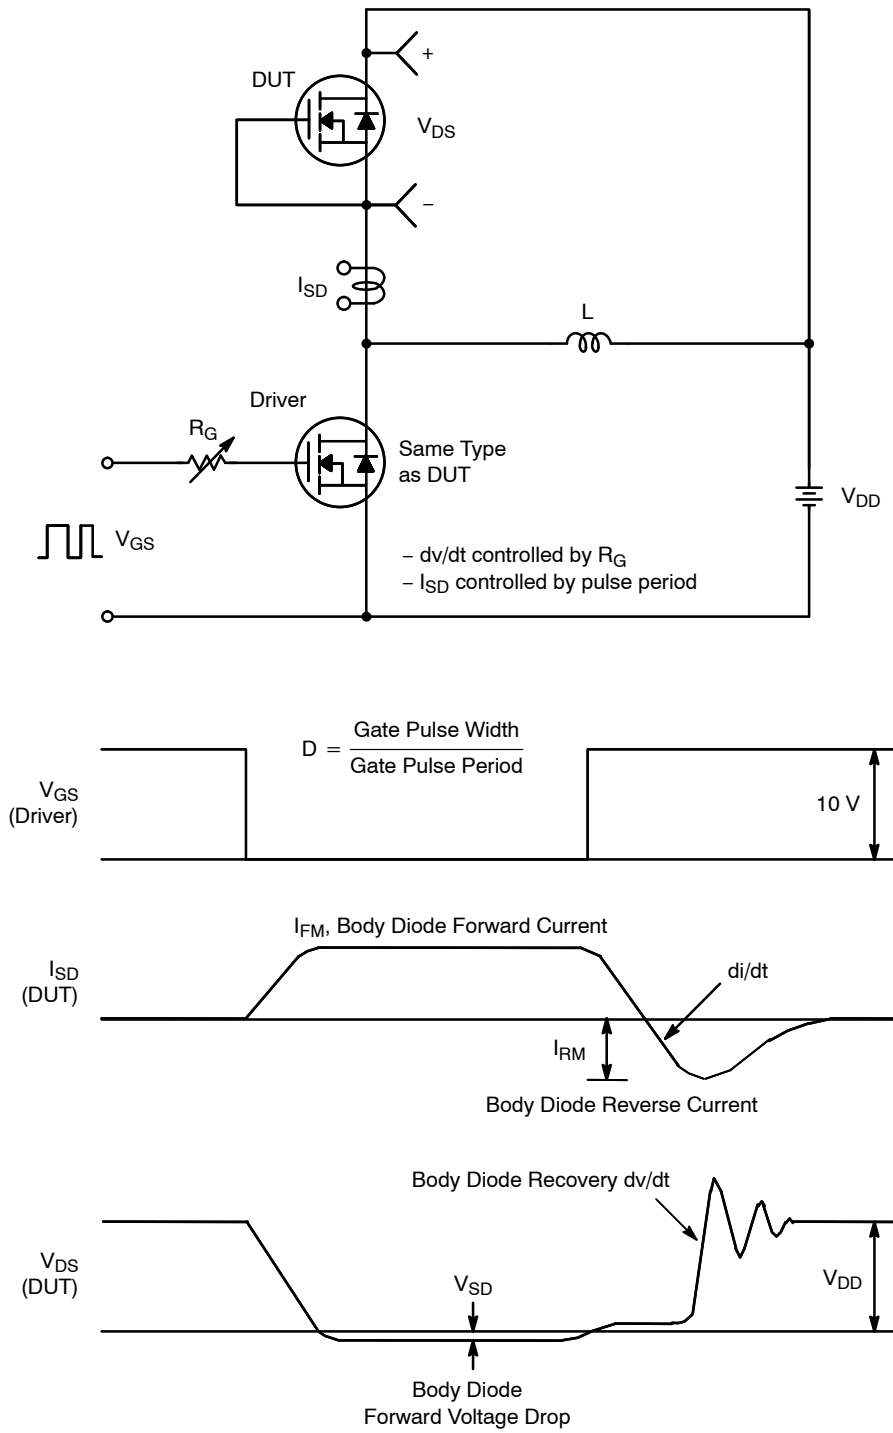 DUT
+
V_DS
−
I_SD
L
Driver
R_G
Same Type
as DUT
V_GS
V_DD
− dv/dt controlled by R_G
− I_SD controlled by pulse period
D = Gate Pulse Width
Gate Pulse Period
V_GS
(Driver)
10 V
I_FM, Body Diode Forward Current
I_SD
(DUT)
di/dt
I_RM
Body Diode Reverse Current
Body Diode Recovery dv/dt
V_DS
(DUT)
V_SD
V_DD
Body Diode
Forward Voltage Drop